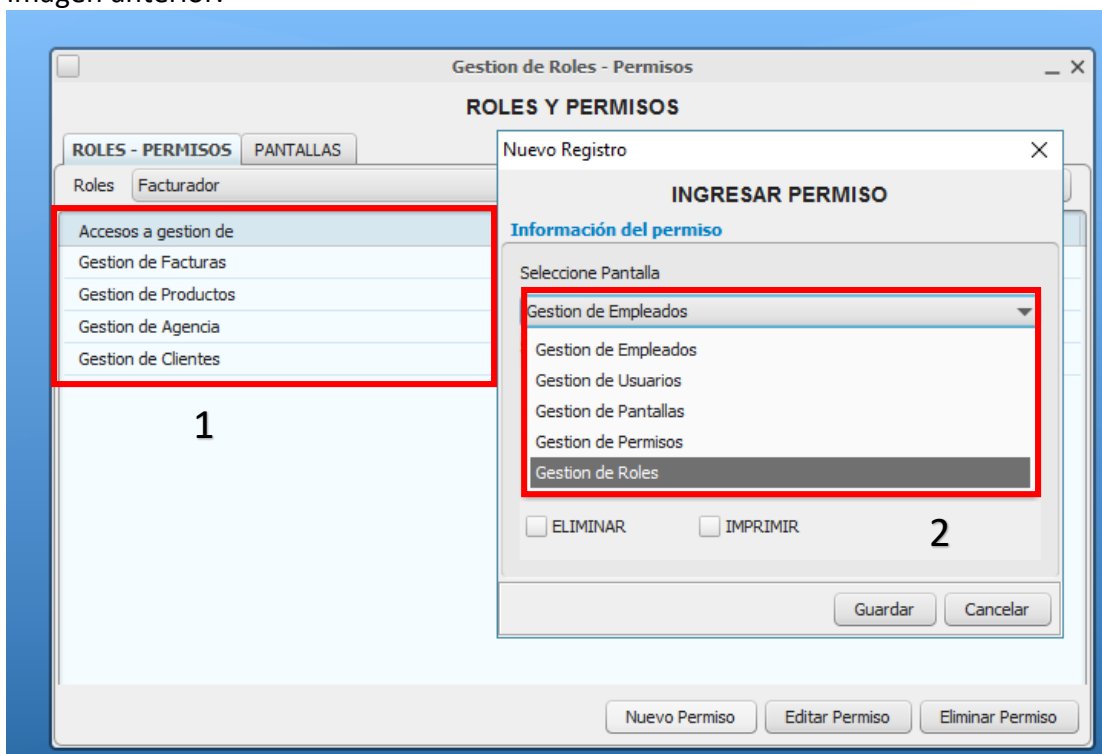 imagen anterior.
Gestion de Roles - Permisos
ROLES Y PERMISOS
ROLES - PERMISOS PANTALLAS
Roles Facturador
Accesos a gestion de
Gestion de Facturas
Gestion de Productos
Gestion de Agencia
Gestion de Clientes
1
Nuevo Registro
INGRESAR PERMISO
Información del permiso
Seleccione Pantalla
Gestion de Empleados
Gestion de Empleados
Gestion de Usuarios
Gestion de Pantallas
Gestion de Permisos
Gestion de Roles
ELIMINAR IMPRIMIR
2
Guardar Cancelar
Nuevo Permiso Editar Permiso Eliminar Permiso